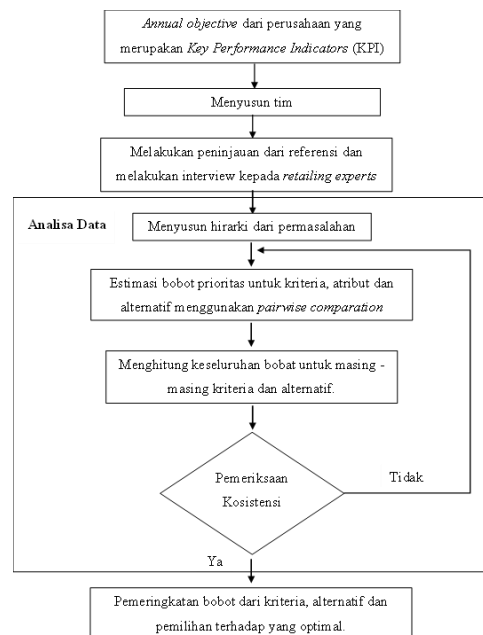 Annual objective dari perusahaan yang
merupakan Key Performance Indicators (KPI)
Menyusun tim
Melakukan peninjauan dari referensi dan
melakukan interview kepada retailing experts
Analisa Data
Menyusun hirarki dari permasalahan
Estimasi bobot prioritas untuk kriteria, atribut dan
alternatif menggunakan pairwise comparation
Menghitung keseluruhan bobat untuk masing -
masing kriteria dan alternatif.
Pemeriksaan
Kosistensi
Tidak
Ya
Pemeringkatan bobot dari kriteria, alternatif dan
pemilihan terhadap yang optimal.